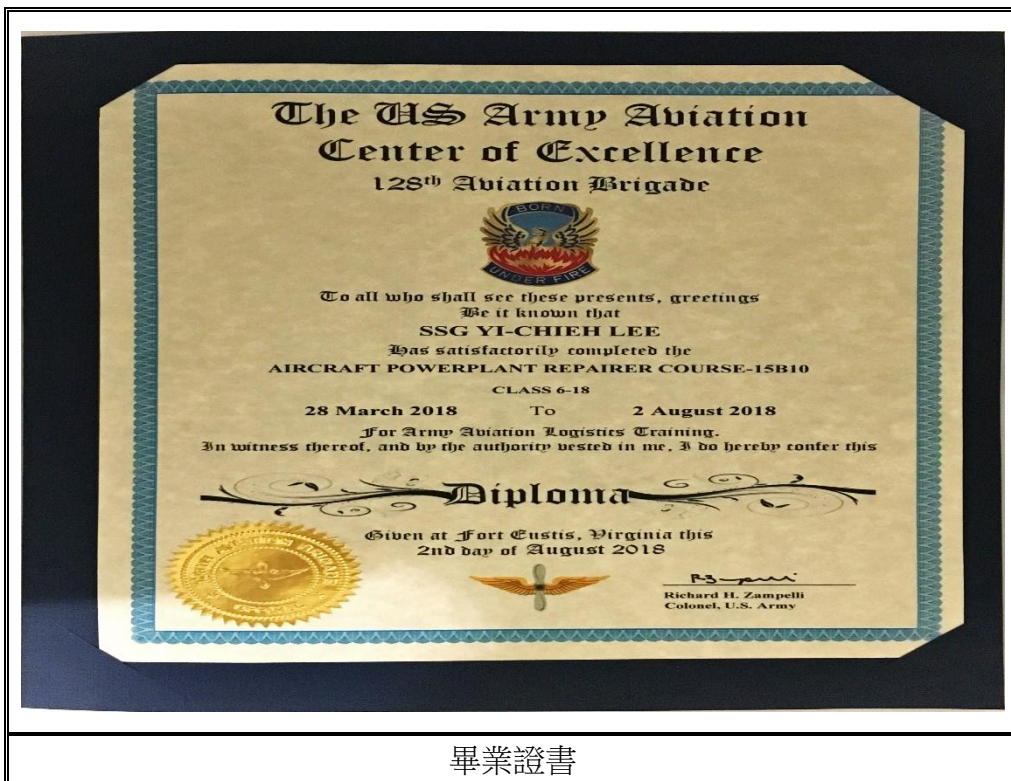 The US Army Aviation
Center of Excellence
128th Aviation Brigade
BORN
UNDER FIRE
To all who shall see these presents, greetings
Be it known that
SSG YI-CHIEH LEE
Has satisfactorily completed the
AIRCRAFT POWERPLANT REPAIRER COURSE-15B10
CLASS 6-18
28 March 2018 To 2 August 2018
For Army Aviation Logistics Training.
In witness thereof, and by the authority vested in me, I do hereby confer this
Diploma
Given at Fort Eustis, Virginia this
2nd day of August 2018
Richard H. Zampelli
Colonel, U.S. Army
畢業證書